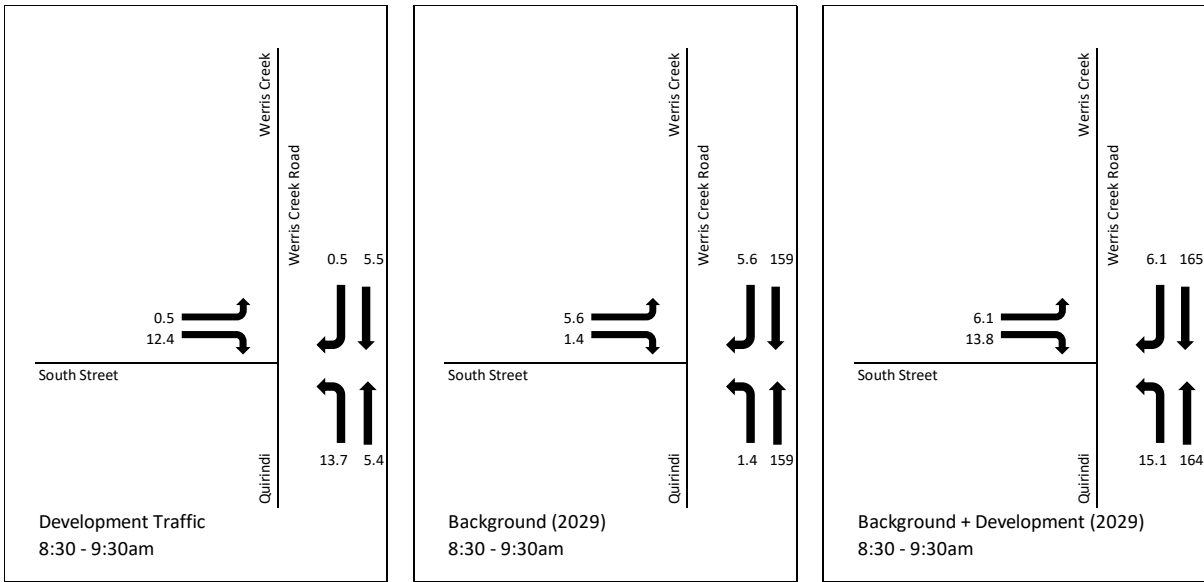 Werris Creek
Werris Creek Road
0.5 5.5
0.5
12.4
South Street
13.7 5.4
Quirindi
Development Traffic
8:30 - 9:30am
Werris Creek
Werris Creek Road
5.6 159
5.6
1.4
South Street
1.4 159
Quirindi
Background (2029)
8:30 - 9:30am
Werris Creek
Werris Creek Road
6.1 165
6.1
13.8
South Street
15.1 164
Quirindi
Background + Development (2029)
8:30 - 9:30am